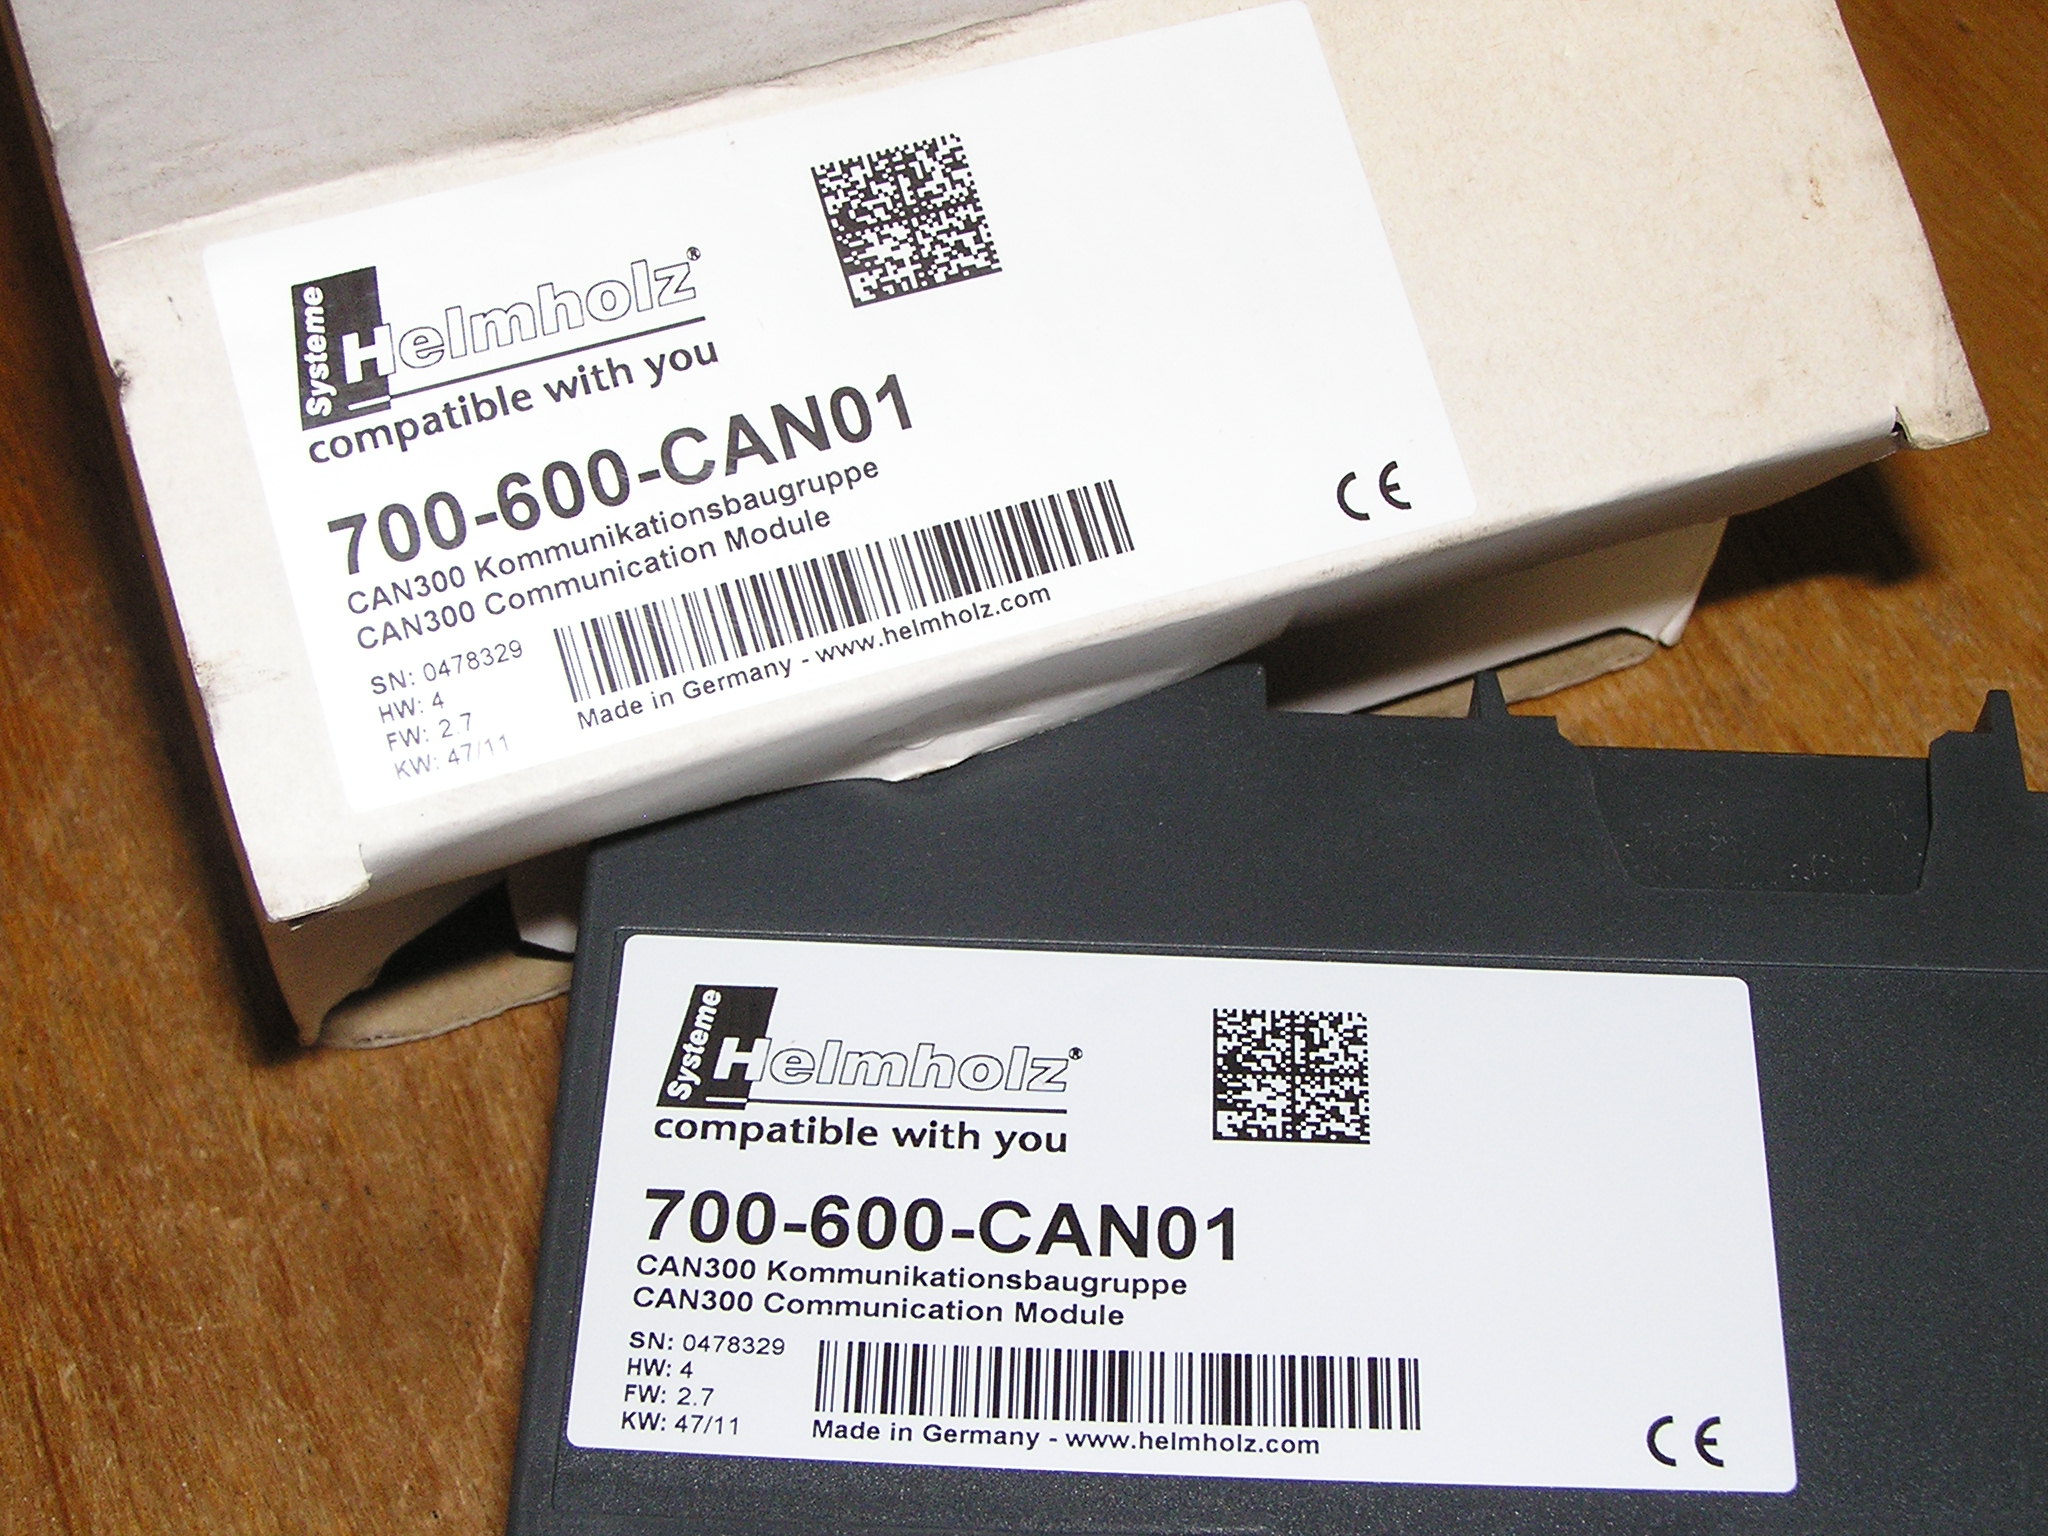 Systeme Helmholz®
compatible with you
700-600-CAN01
CAN300 Kommunikationsbaugruppe
CAN300 Communication Module
SN: 0478329
HW: 4
FW: 2.7
KW: 47/11
Made in Germany - www.helmholz.com
CE
Systeme Helmholz®
compatible with you
700-600-CAN01
CAN300 Kommunikationsbaugruppe
CAN300 Communication Module
SN: 0478329
HW: 4
FW: 2.7
KW: 47/11
Made in Germany - www.helmholz.com
CE